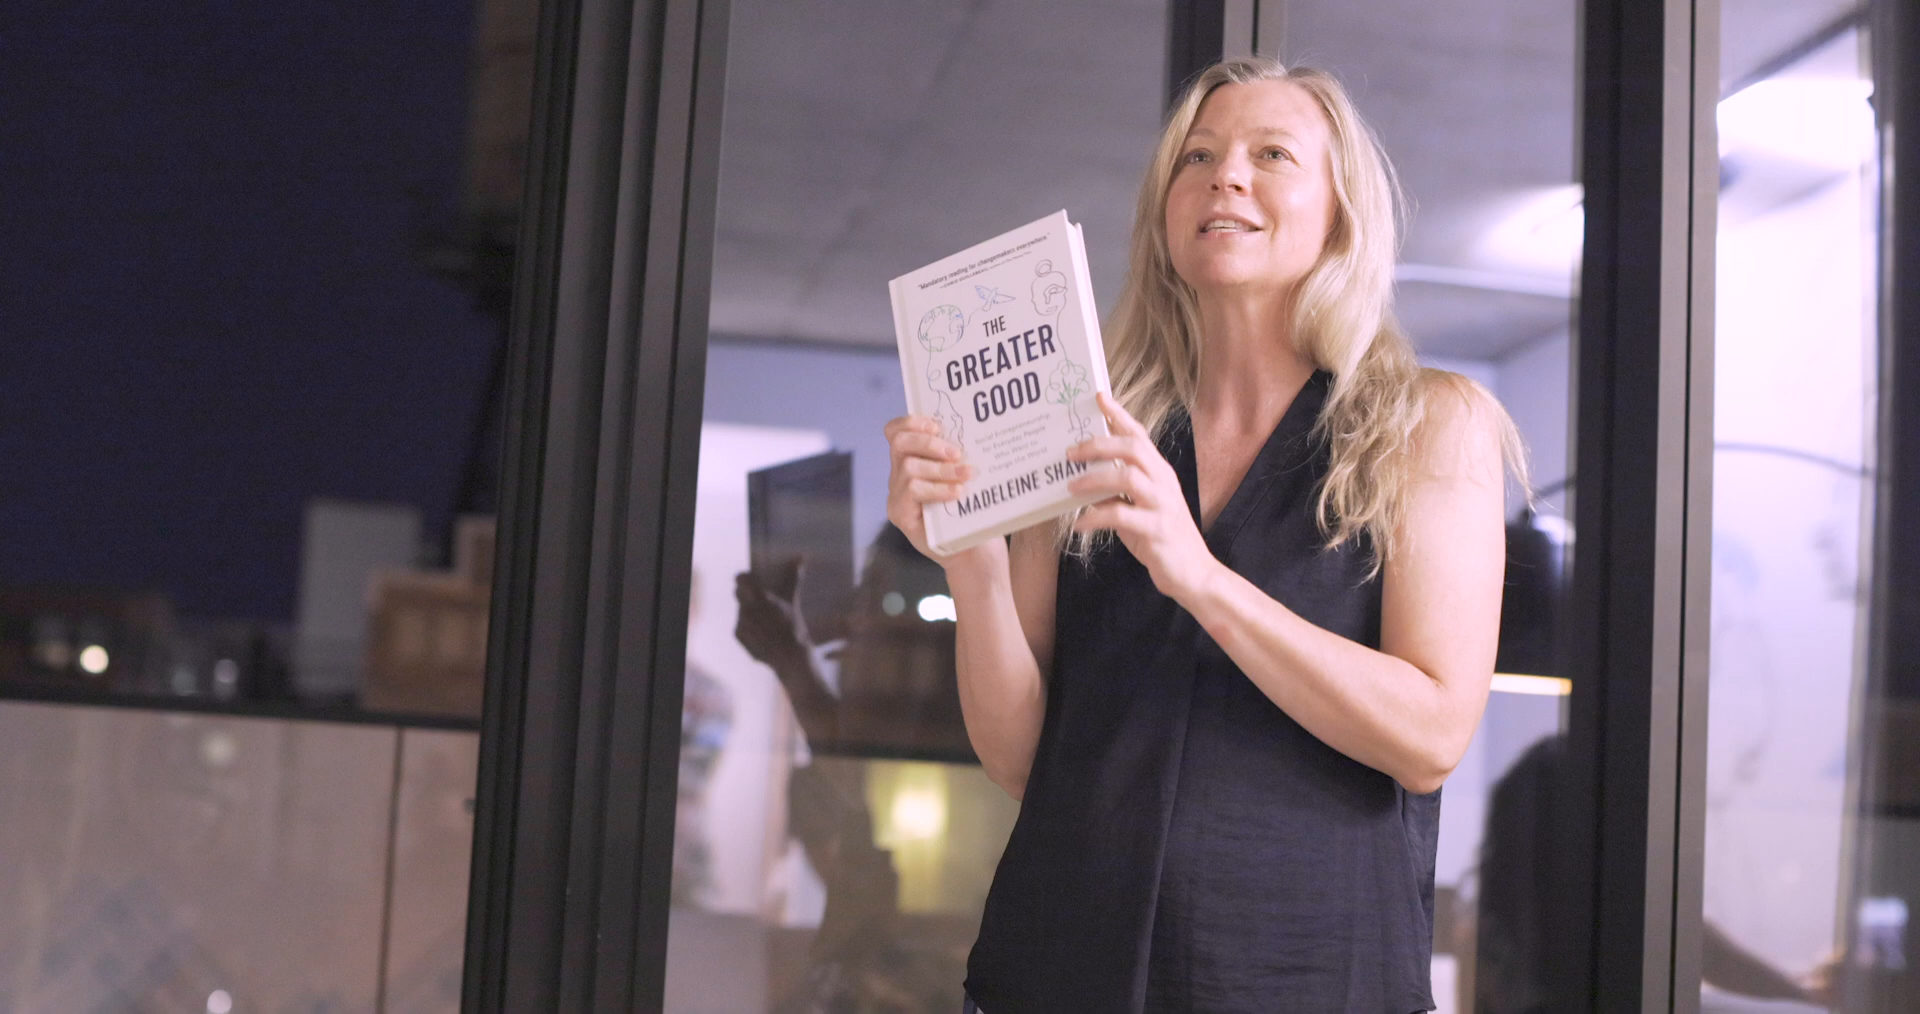 "Mandatory reading for changemakers everywhere."
THE
GREATER
GOOD
Social Entrepreneurship
for Everyday People
Who Want to
Change the World
MADELEINE SHAW